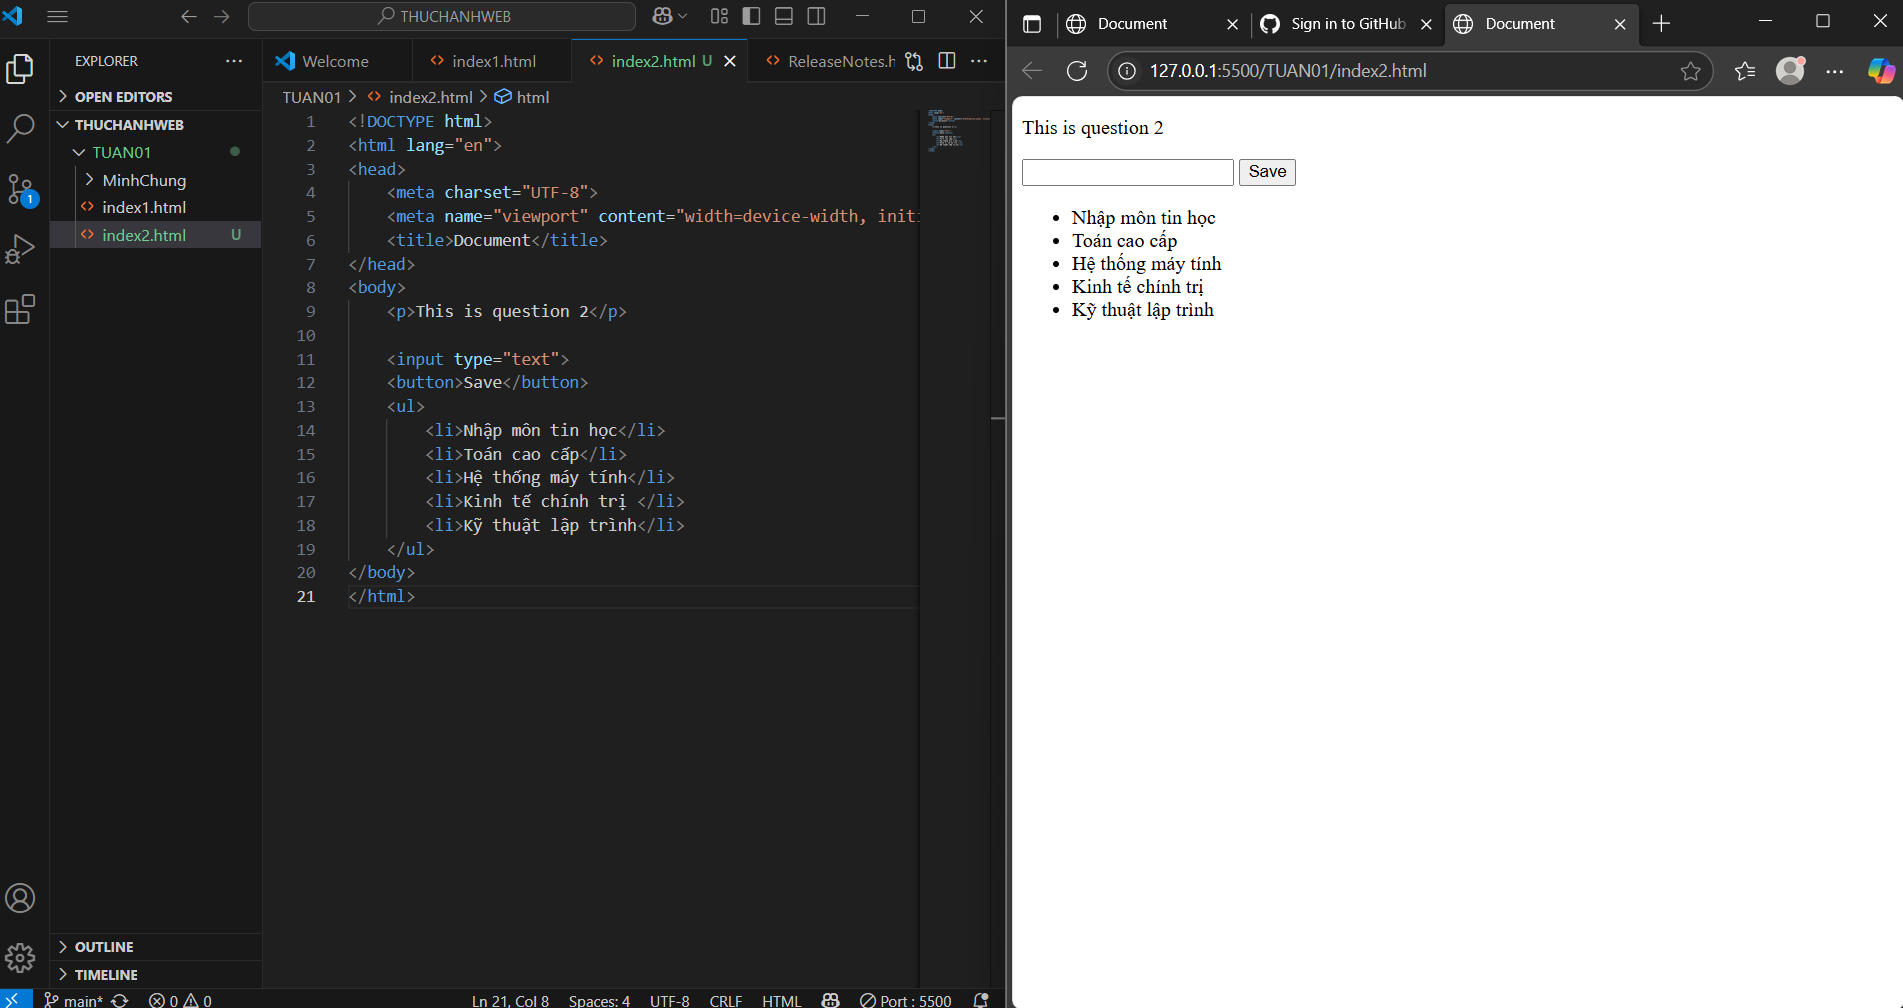 THUCHANHWEB
EXPLORER
OPEN EDITORS
THUCHANHWEB
TUAN01
MinhChung
index1.html
index2.html U
1
OUTLINE
TIMELINE
Welcome
index1.html
index2.html U
ReleaseNotes.h
TUAN01 > index2.html > html
1 <!DOCTYPE html>
2 <html lang="en">
3 <head>
4 <meta charset="UTF-8">
5 <meta name="viewport" content="width=device-width, initi
6 <title>Document</title>
7 </head>
8 <body>
9 <p>This is question 2</p>
10
11 <input type="text">
12 <button>Save</button>
13 <ul>
14 <li>Nhập môn tin học</li>
15 <li>Toán cao cấp</li>
16 <li>Hệ thống máy tính</li>
17 <li>Kinh tế chính trị </li>
18 <li>Kỹ thuật lập trình</li>
19 </ul>
20 </body>
21 </html>
main* 0 0 Ln 21, Col 8 Spaces: 4 UTF-8 CRLF HTML Port : 5500
Document
Sign in to GitHub
Document
127.0.0.1:5500/TUAN01/index2.html
This is question 2
Save
Nhập môn tin học
Toán cao cấp
Hệ thống máy tính
Kinh tế chính trị
Kỹ thuật lập trình